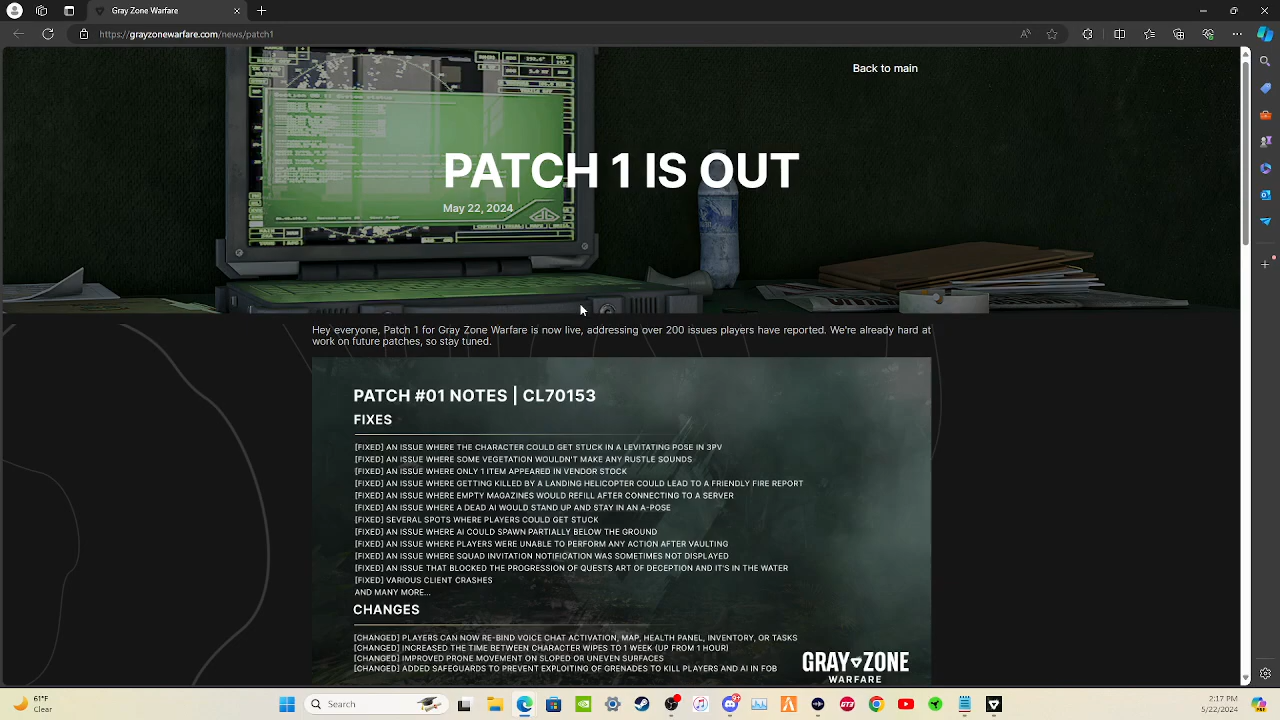 Gray Zone Warfare
https://grayzonewarfare.com/news/patch1
Back to main
PATCH 1 IS OUT
May 22, 2024
Hey everyone, Patch 1 for Gray Zone Warfare is now live, addressing over 200 issues players have reported. We're already hard at
work on future patches, so stay tuned.
PATCH #01 NOTES | CL70153
FIXES
[FIXED] AN ISSUE WHERE THE CHARACTER COULD GET STUCK IN A LEVITATING POSE IN 3PV
[FIXED] AN ISSUE WHERE SOME VEGETATION WOULDN'T MAKE ANY RUSTLE SOUNDS
[FIXED] AN ISSUE WHERE ONLY 1 ITEM APPEARED IN VENDOR STOCK
[FIXED] AN ISSUE WHERE GETTING KILLED BY A LANDING HELICOPTER COULD LEAD TO A FRIENDLY FIRE REPORT
[FIXED] AN ISSUE WHERE EMPTY MAGAZINES WOULD REFILL AFTER CONNECTING TO A SERVER
[FIXED] AN ISSUE WHERE A DEAD AI WOULD STAND UP AND STAY IN AN A-POSE
[FIXED] SEVERAL SPOTS WHERE PLAYERS COULD GET STUCK
[FIXED] AN ISSUE WHERE AI COULD SPAWN PARTIALLY BELOW THE GROUND
[FIXED] AN ISSUE WHERE PLAYERS WERE UNABLE TO PERFORM ANY ACTION AFTER VAULTING
[FIXED] AN ISSUE WHERE SQUAD INVITATION NOTIFICATION WAS SOMETIMES NOT DISPLAYED
[FIXED] AN ISSUE THAT BLOCKED THE PROGRESSION OF QUESTS ART OF DECEPTION AND IT'S IN THE WATER
[FIXED] VARIOUS CLIENT CRASHES
AND MANY MORE...
CHANGES
[CHANGED] PLAYERS CAN NOW RE-BIND VOICE CHAT ACTIVATION, MAP, HEALTH PANEL, INVENTORY, OR TASKS
[CHANGED] INCREASED THE TIME BETWEEN CHARACTER WIPES TO 1 WEEK (UP FROM 1 HOUR)
[CHANGED] IMPROVED PRONE MOVEMENT ON SLOPED OR UNEVEN SURFACES
[CHANGED] ADDED SAFEGUARDS TO PREVENT EXPLOITING OF GRENADES TO KILL PLAYERS AND AI IN FOB
GRAY ZONE
WARFARE
61°F
Clear
Search
2:17 PM
5/22/2024